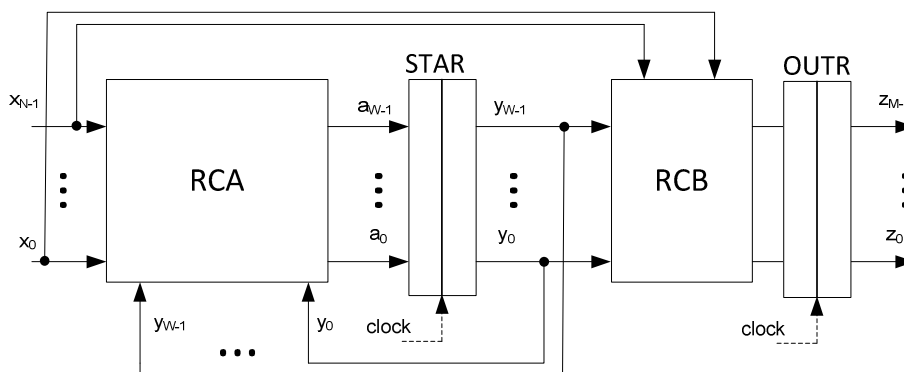 STAR
OUTR
xN-1
aW-1
yW-1
zM-
RCA
RCB
x0
a0
y0
z0
yW-1
y0
clock
clock